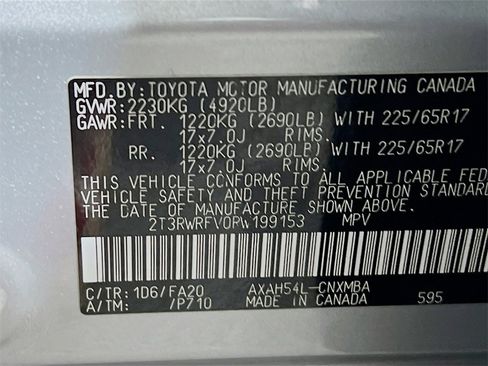 MFD. BY: TOYOTA MOTOR MANUFACTURING CANADA
GVWR: 2230KG (4920LB)
GAWR: FRT. 1220KG (2690LB) WITH 225/65R17
17x7.0J RIMS.
RR. 1220KG (2690LB) WITH 225/65R17
17x7.0J RIMS.
THIS VEHICLE CONFORMS TO ALL APPLICABLE FED
VEHICLE SAFETY AND THEFT PREVENTION STANDARD
MANUFACTURE SHOWN ABOVE.
2T3RWRFV0RW199153 MPV
C/TR: 1D6/FA20 AXAH54L-CNXMBA
A/TM: /P710 MADE IN CANADA 595